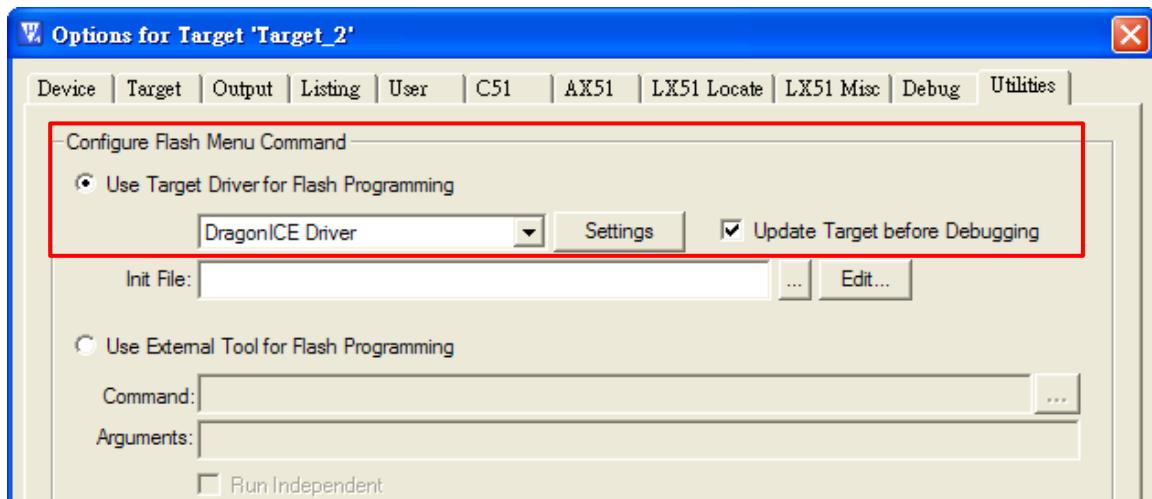 Options for Target 'Target_2'
Device Target Output Listing User C51 AX51 LX51 Locate LX51 Misc Debug Utilities
Configure Flash Menu Command
Use Target Driver for Flash Programming
DragonICE Driver Settings Update Target before Debugging
Init File: ... Edit...
Use External Tool for Flash Programming
Command: ...
Arguments:
Run Independent